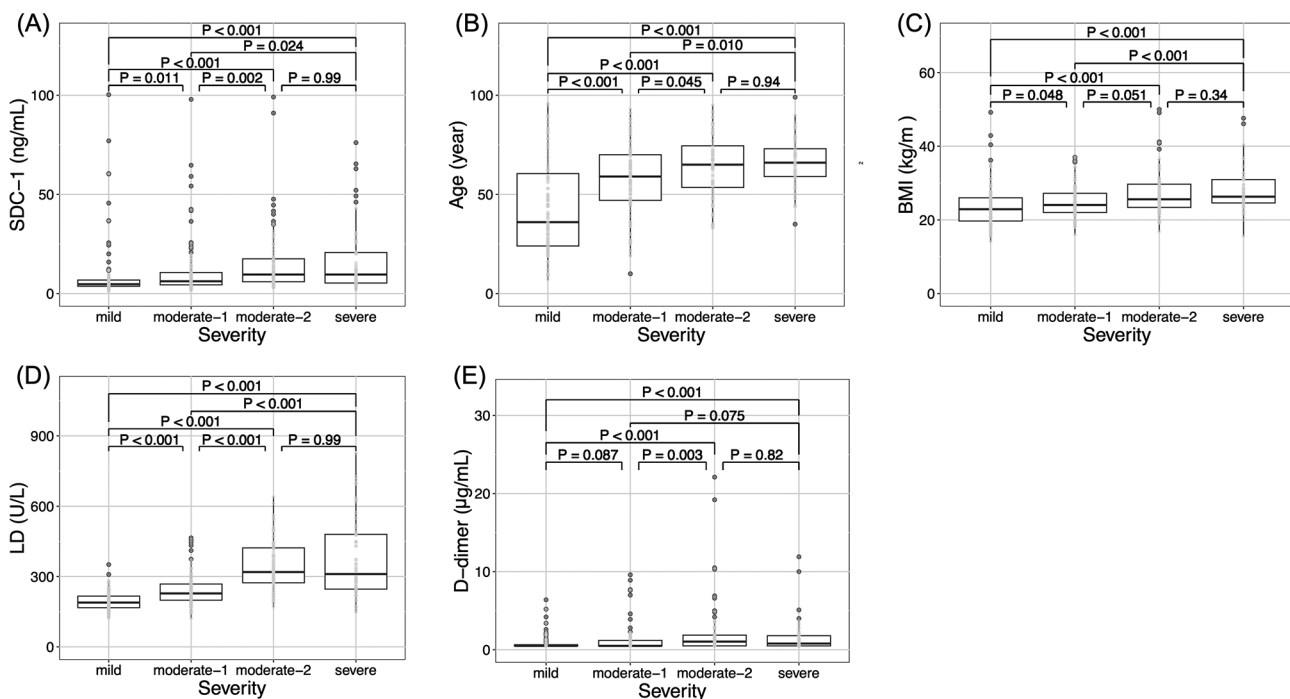 (A)
P < 0.001
P = 0.024
P < 0.001
P = 0.011 P = 0.002 P = 0.99
100
50
0
SDC-1 (ng/mL)
mild moderate-1 moderate-2 severe
Severity
(B)
P < 0.001
P = 0.010
P < 0.001
P < 0.001 P = 0.045 P = 0.94
100
50
0
Age (year)
mild moderate-1 moderate-2 severe
Severity
(C)
P < 0.001
P < 0.001
P < 0.001
P = 0.048 P = 0.051 P = 0.34
60
40
20
0
BMI (kg/m )
2
mild moderate-1 moderate-2 severe
Severity
(D)
P < 0.001
P < 0.001
P < 0.001
P < 0.001 P < 0.001 P = 0.99
900
600
300
0
LD (U/L)
mild moderate-1 moderate-2 severe
Severity
(E)
P < 0.001
P = 0.075
P < 0.001
P = 0.087 P = 0.003 P = 0.82
30
20
10
0
D-dimer (µg/mL)
mild moderate-1 moderate-2 severe
Severity